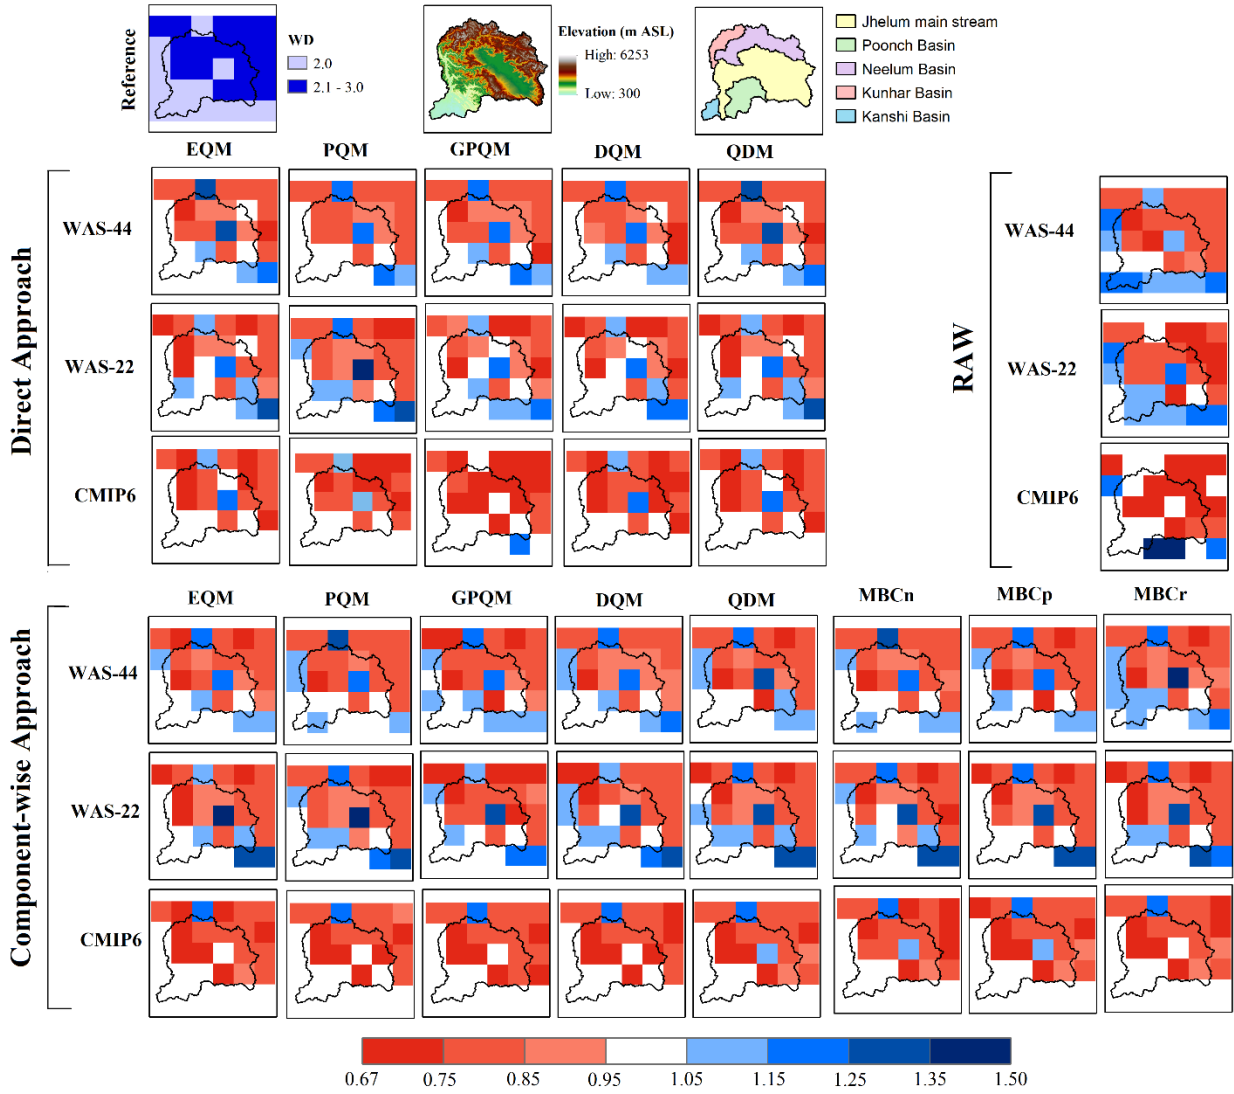 Reference
WD
2.0
2.1 - 3.0
Elevation (m ASL)
High: 6253
Low: 300
Jhelum main stream
Poonch Basin
Neelum Basin
Kunhar Basin
Kanshi Basin
EQM PQM GPQM DQM QDM
Direct Approach
WAS-44
WAS-22
CMIP6
RAW
WAS-44
WAS-22
CMIP6
EQM PQM GPQM DQM QDM MBCn MBCp MBCr
Component-wise Approach
WAS-44
WAS-22
CMIP6
0.67 0.75 0.85 0.95 1.05 1.15 1.25 1.35 1.50